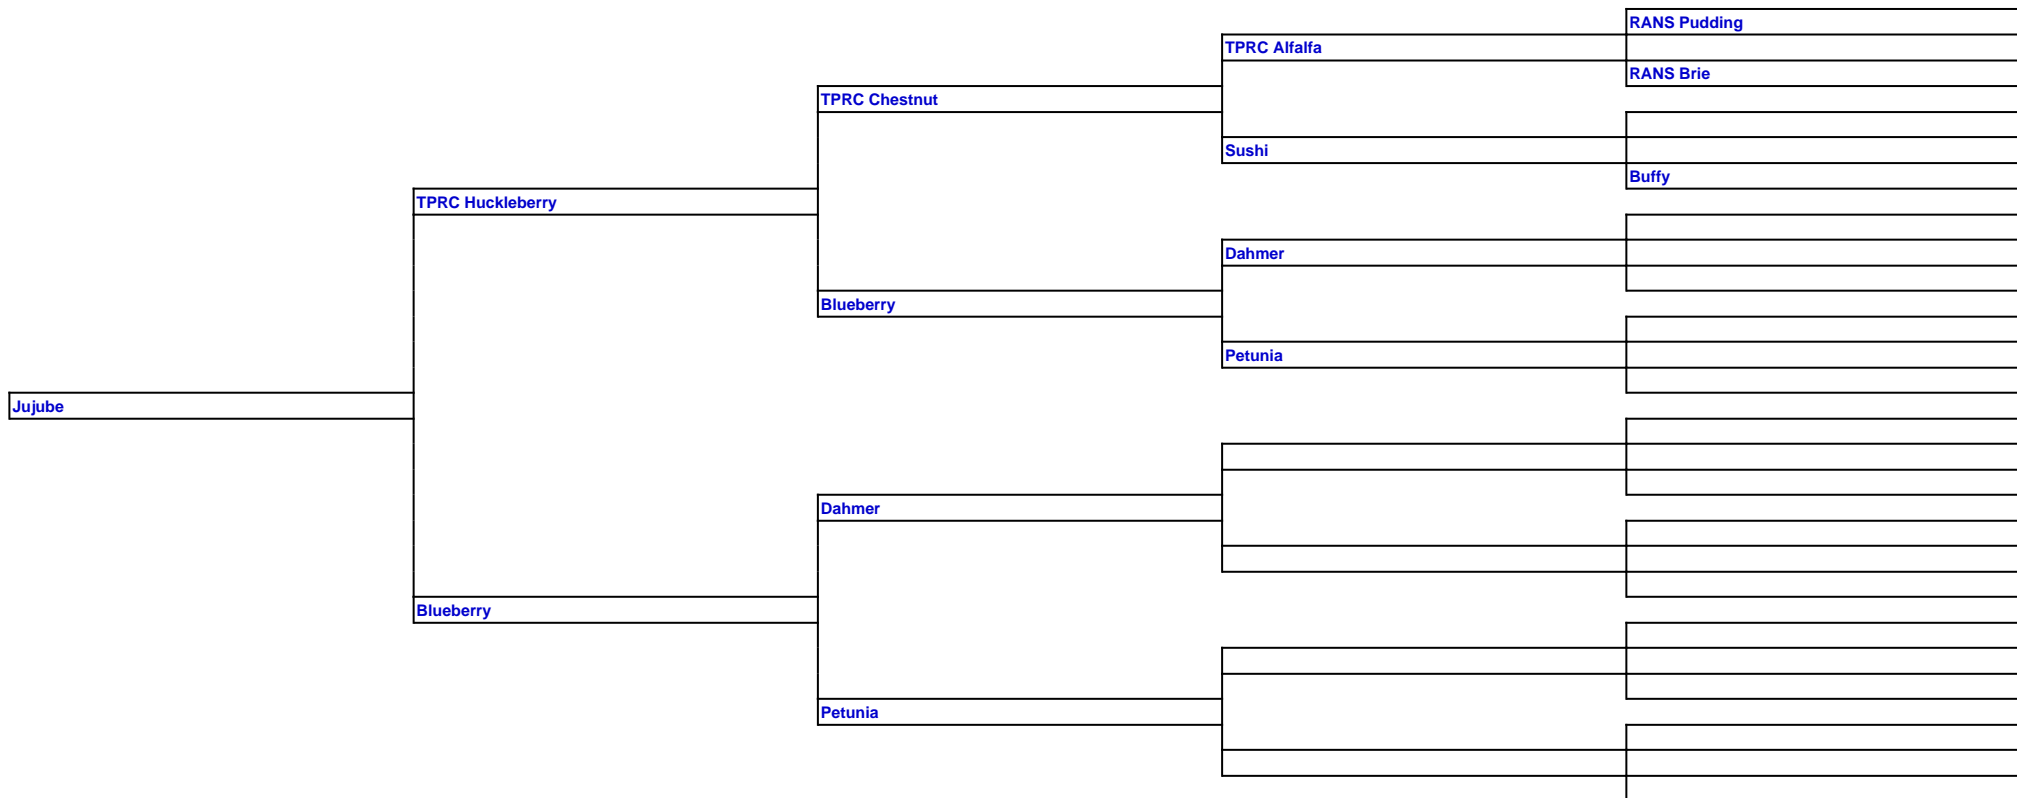 RANS Pudding
TPRC Alfalfa
RANS Brie
TPRC Chestnut
Sushi
Buffy
TPRC Huckleberry
Dahmer
Blueberry
Petunia
Jujube
Dahmer
Blueberry
Petunia